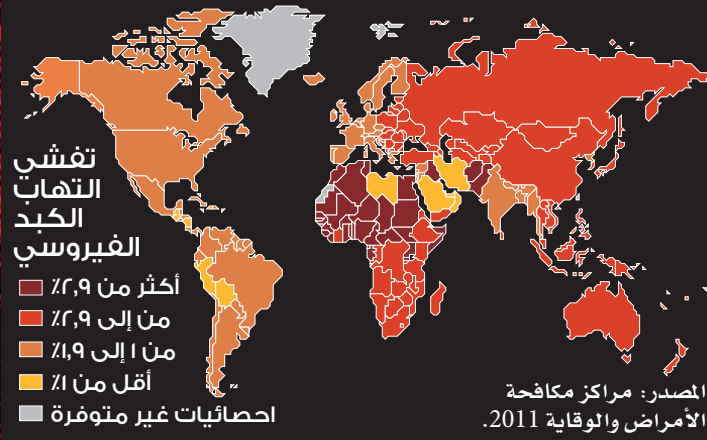 تفشي
التهاب
الكبد
الفيروسي
أكثر من ٢,٩٪
من إلى ٢,٩٪
من ١ إلى ١,٩٪
أقل من ١٪
احصائيات غير متوفرة
المصدر: مراكز مكافحة
الأمراض والوقاية 2011.